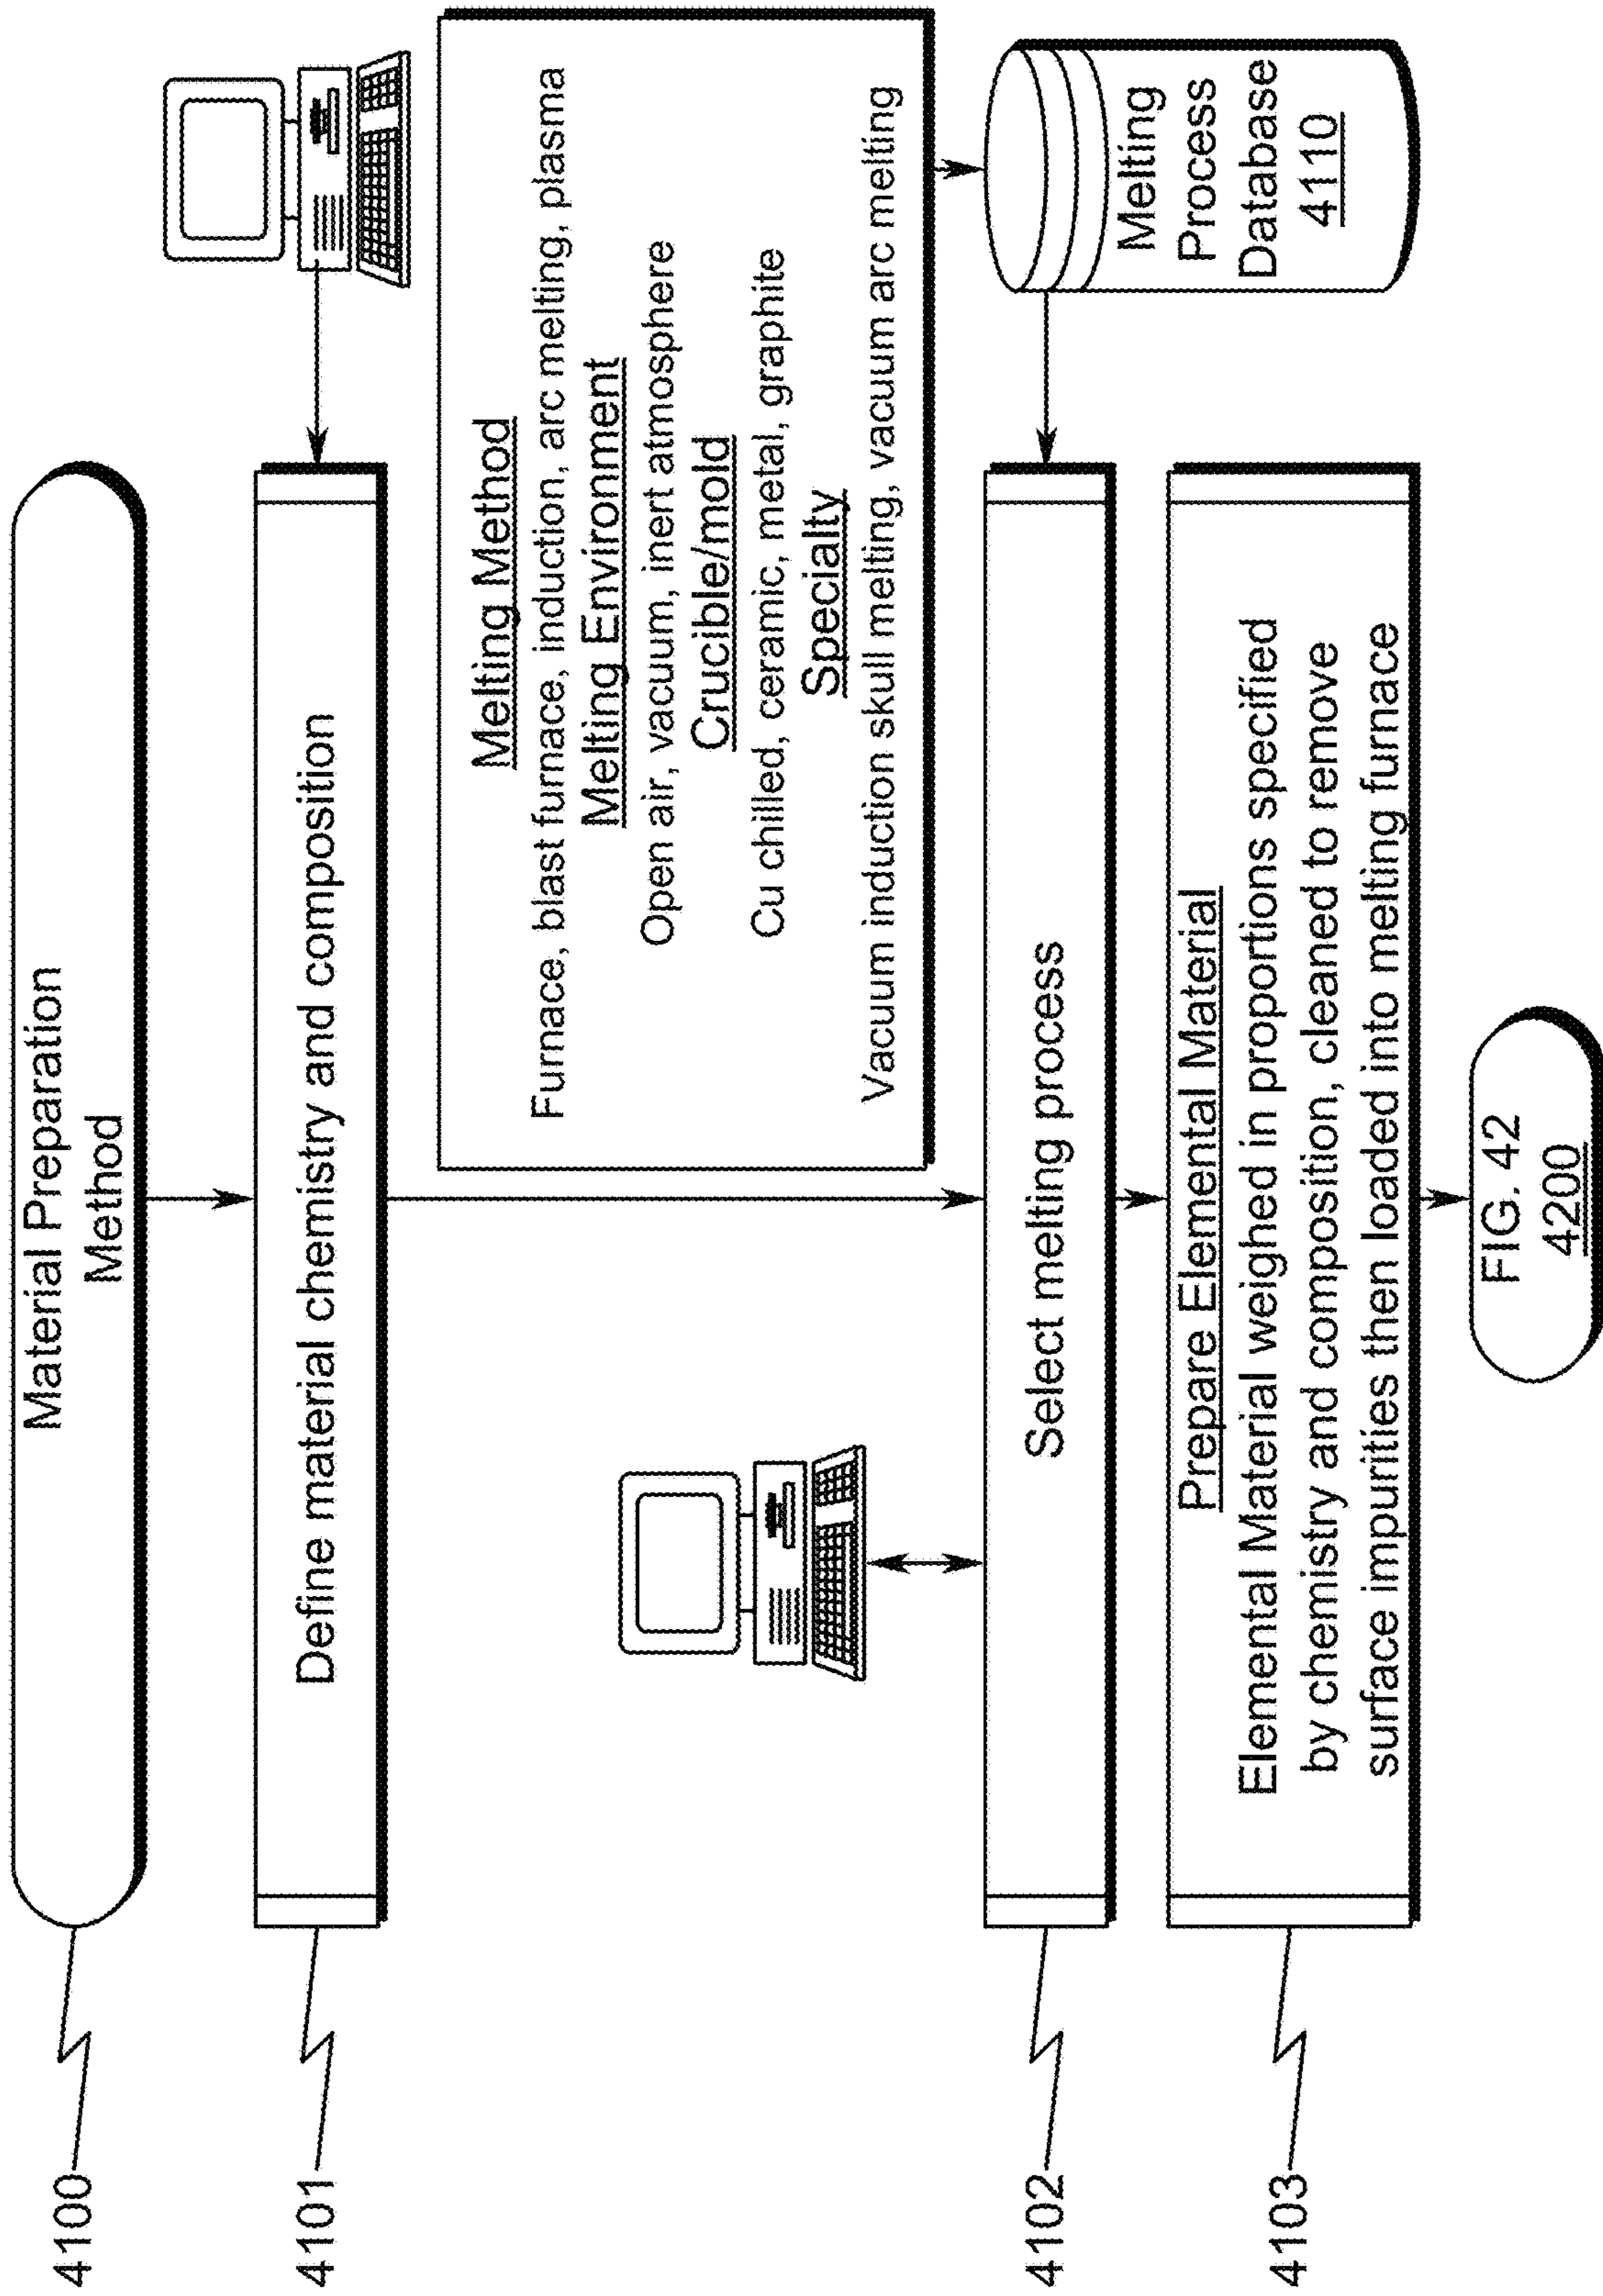 Material Preparation
Method
4100
Define material chemistry and composition
4101
Melting Method
Furnace, blast furnace, induction, arc melting, plasma
Melting Environment
Open air, vacuum, inert atmosphere
Crucible/mold
Cu chilled, ceramic, metal, graphite
Specialty
Vacuum induction skull melting, vacuum arc melting
Select melting process
4102
Melting
Process
Database
4110
Prepare Elemental Material
Elemental Material weighed in proportions specified
by chemistry and composition, cleaned to remove
surface impurities then loaded into melting furnace
4103
FIG. 42
4200